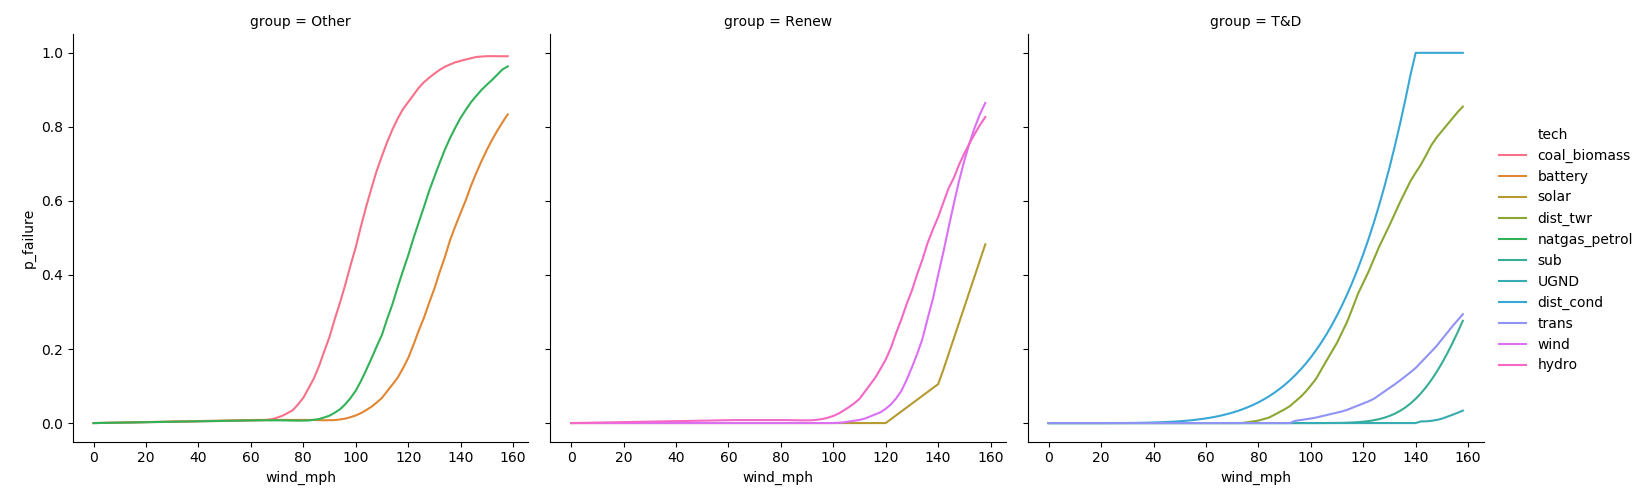 group = Other
group = Renew
group = T&D
1.0
0.8
0.6
0.4
0.2
0.0
p_failure
0 20 40 60 80 100 120 140 160
0 20 40 60 80 100 120 140 160
0 20 40 60 80 100 120 140 160
wind_mph
wind_mph
wind_mph
tech
coal_biomass
battery
solar
dist_twr
natgas_petrol
sub
UGND
dist_cond
trans
wind
hydro